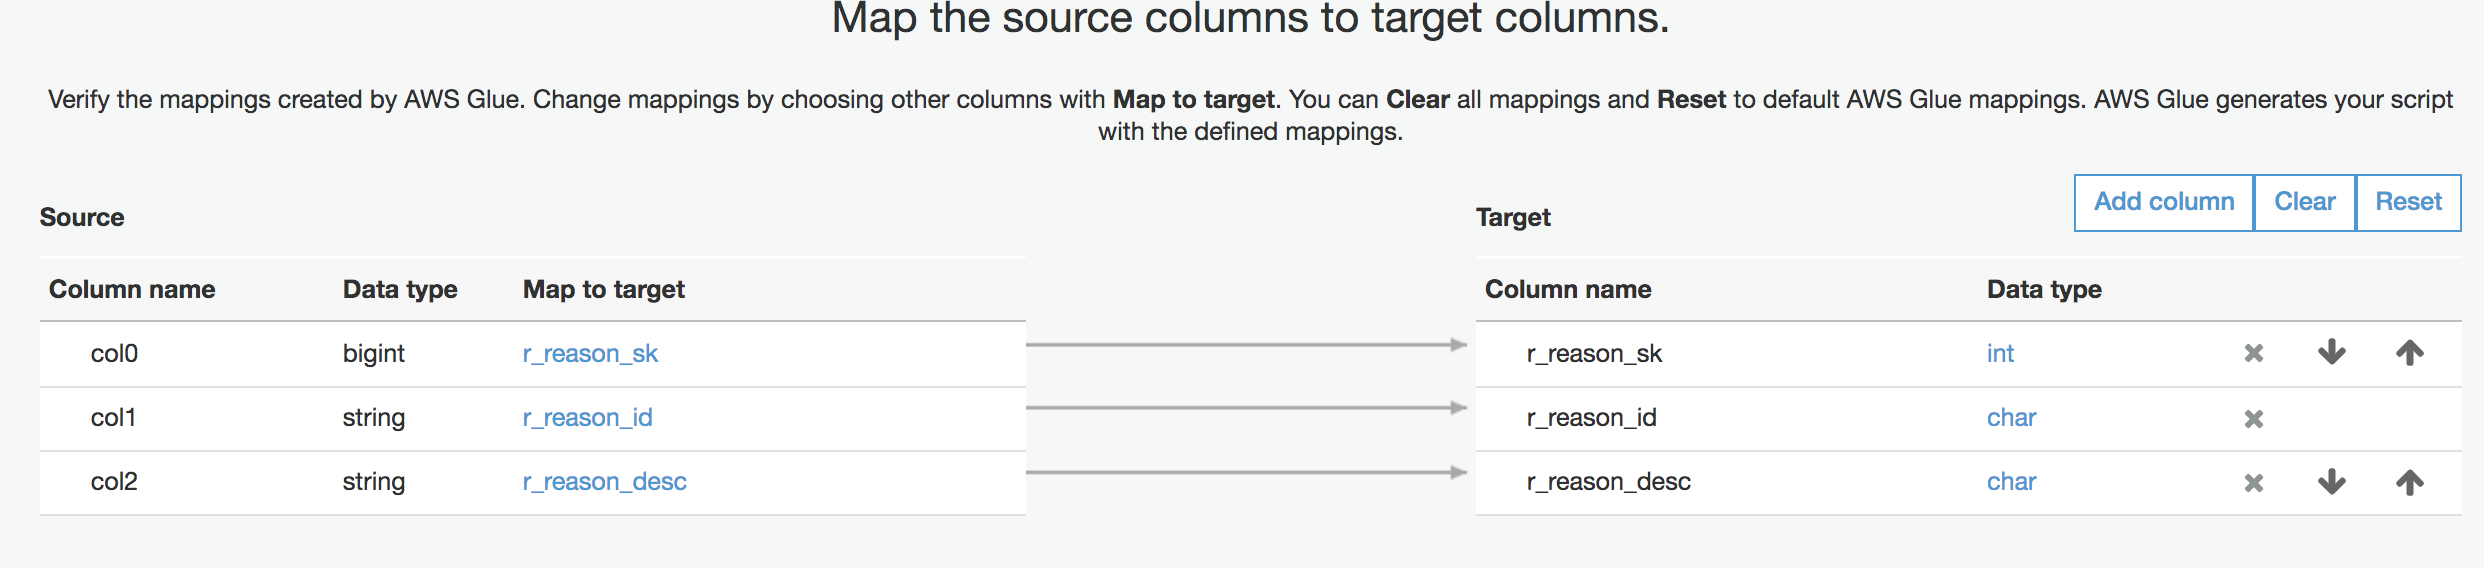 Map the source columns to target columns.
Verify the mappings created by AWS Glue. Change mappings by choosing other columns with Map to target. You can Clear all mappings and Reset to default AWS Glue mappings. AWS Glue generates your script
with the defined mappings.
Add column Clear Reset
Source
Target
Column name Data type Map to target
Column name Data type
col0 bigint r_reason_sk
r_reason_sk int
col1 string r_reason_id
r_reason_id char
col2 string r_reason_desc
r_reason_desc char